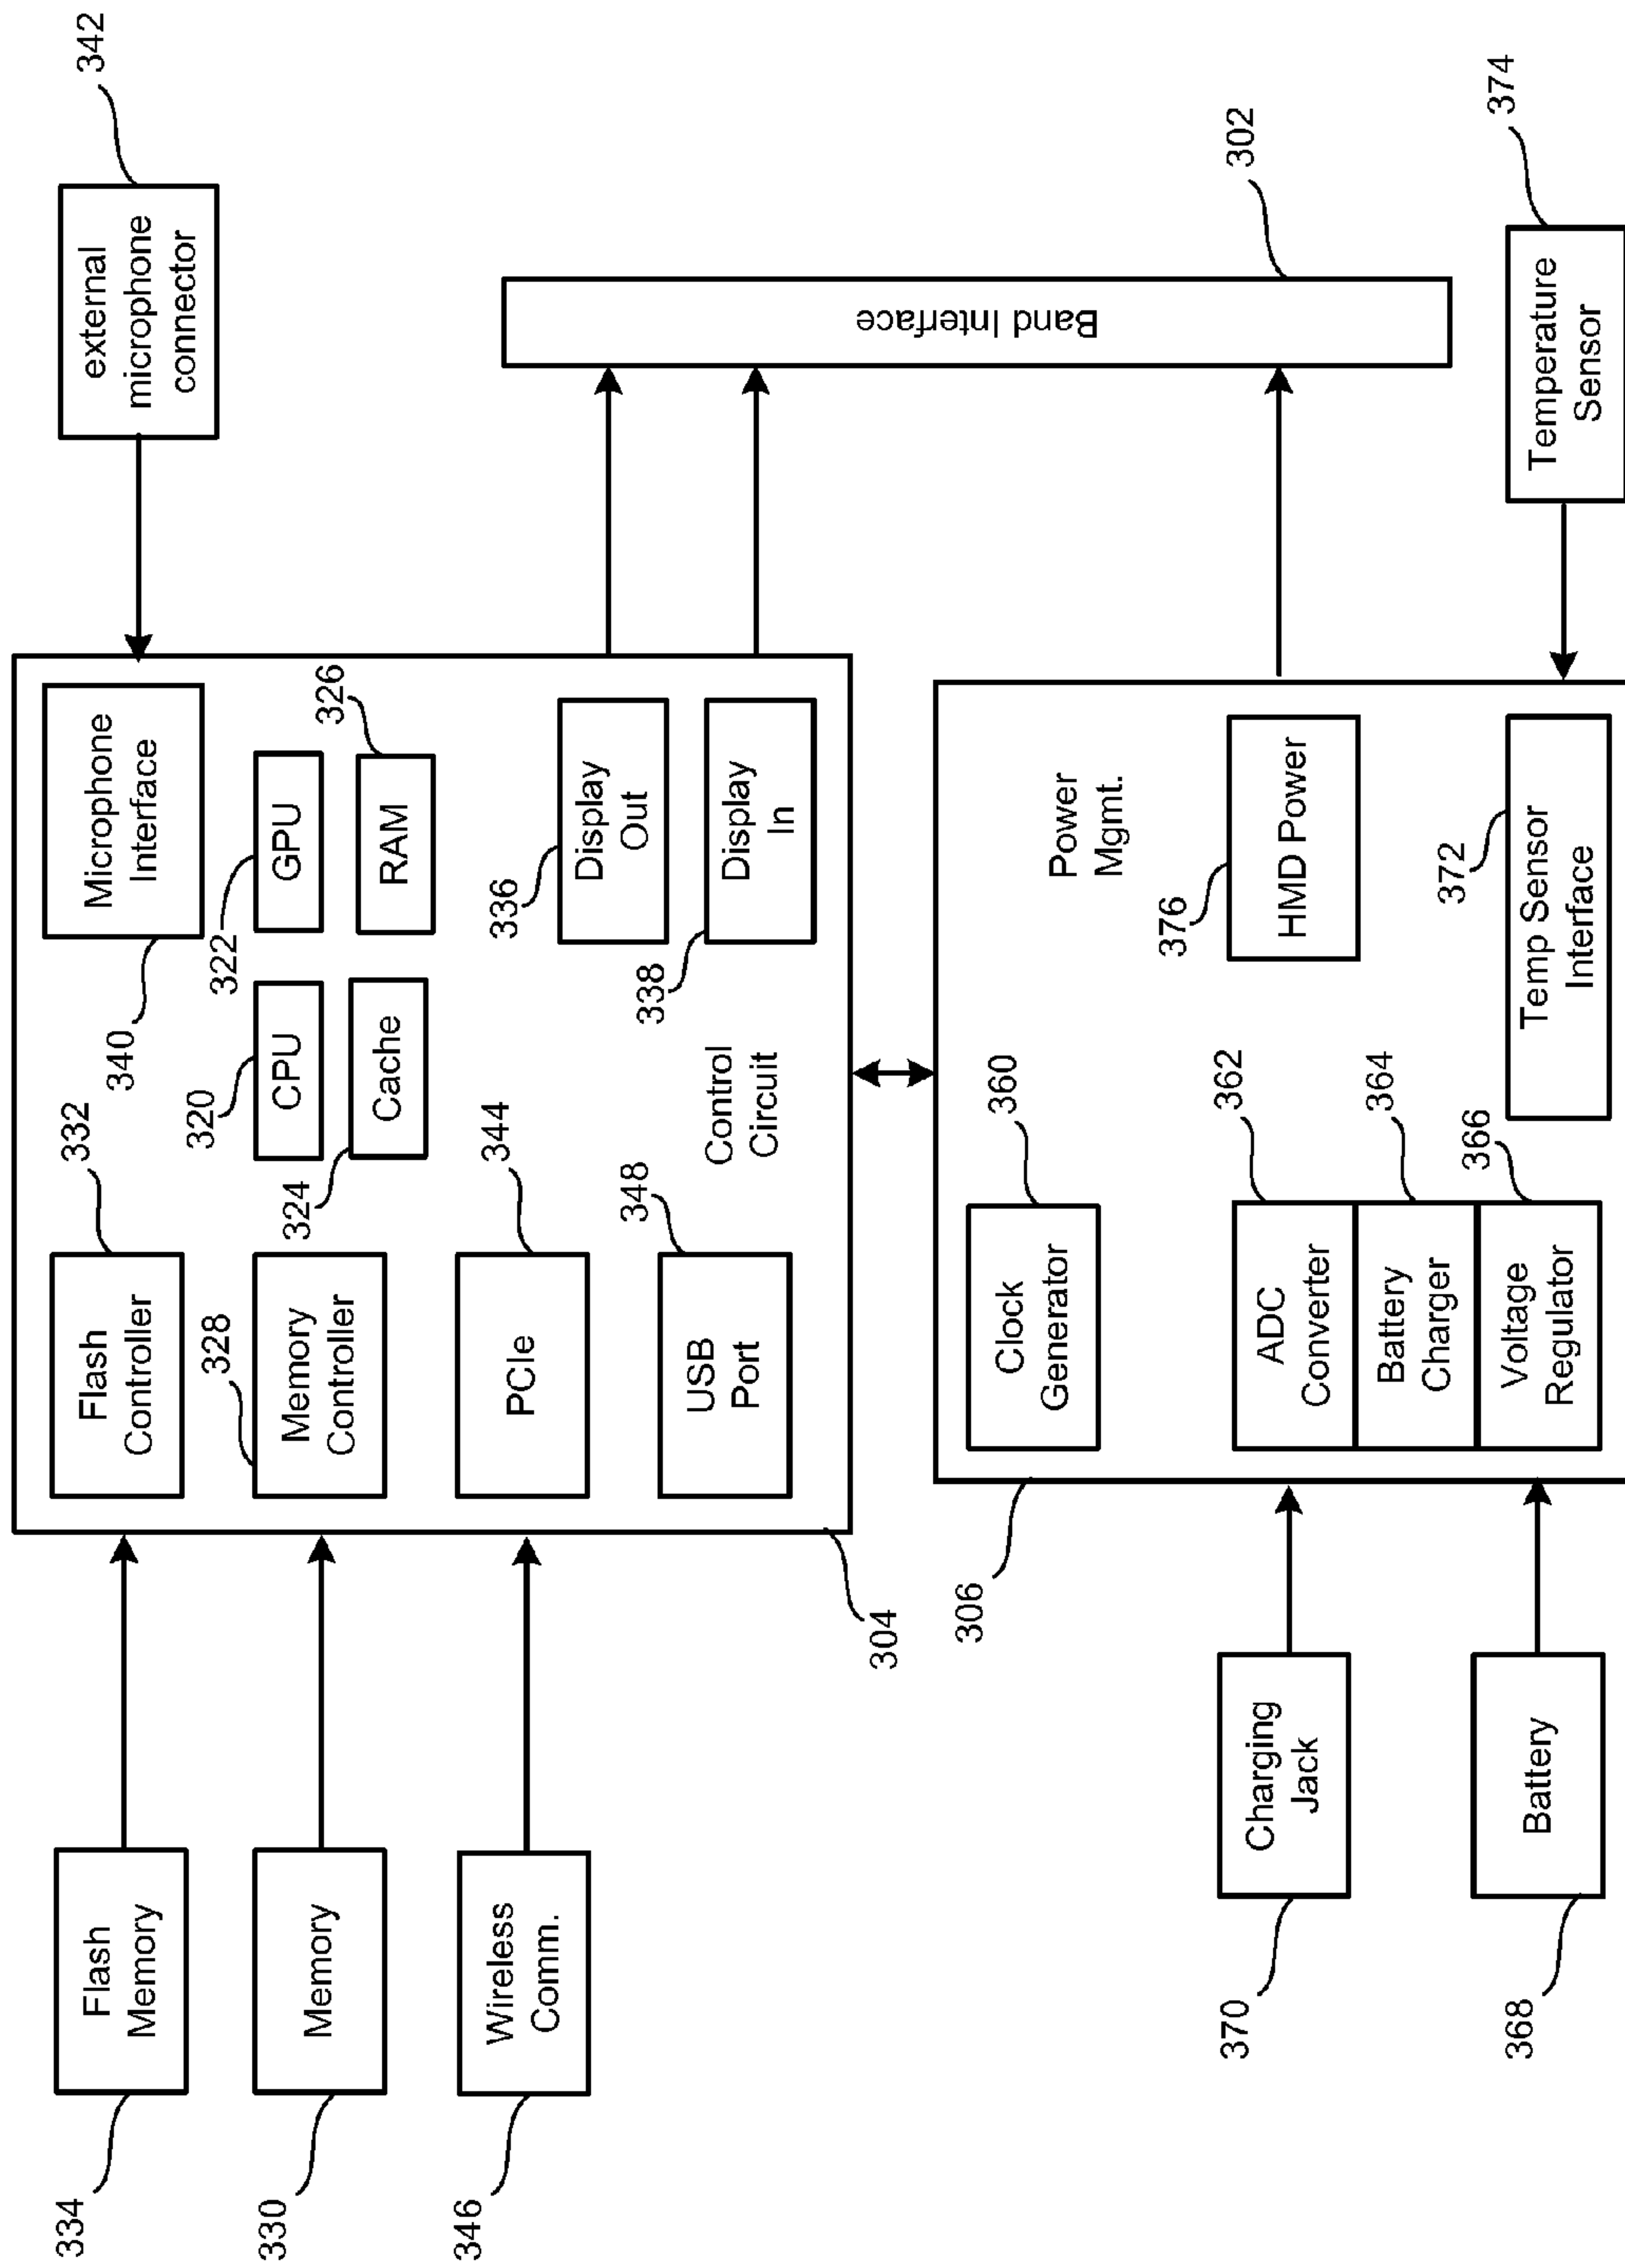 334
Flash
Memory
330
Memory
346
Wireless
Comm.
332
Flash
Controller
328
Memory
Controller
344
PCIe
348
USB
Port
340
Microphone
Interface
320
CPU
322
GPU
324
Cache
326
RAM
336
Display
Out
338
Display
In
Control
Circuit
304
342
external
microphone
connector
302
Band Interface
306
360
Clock
Generator
362
ADC
Converter
364
Battery
Charger
366
Voltage
Regulator
Power
Mgmt.
376
HMD Power
372
Temp Sensor
Interface
370
Charging
Jack
368
Battery
374
Temperature
Sensor